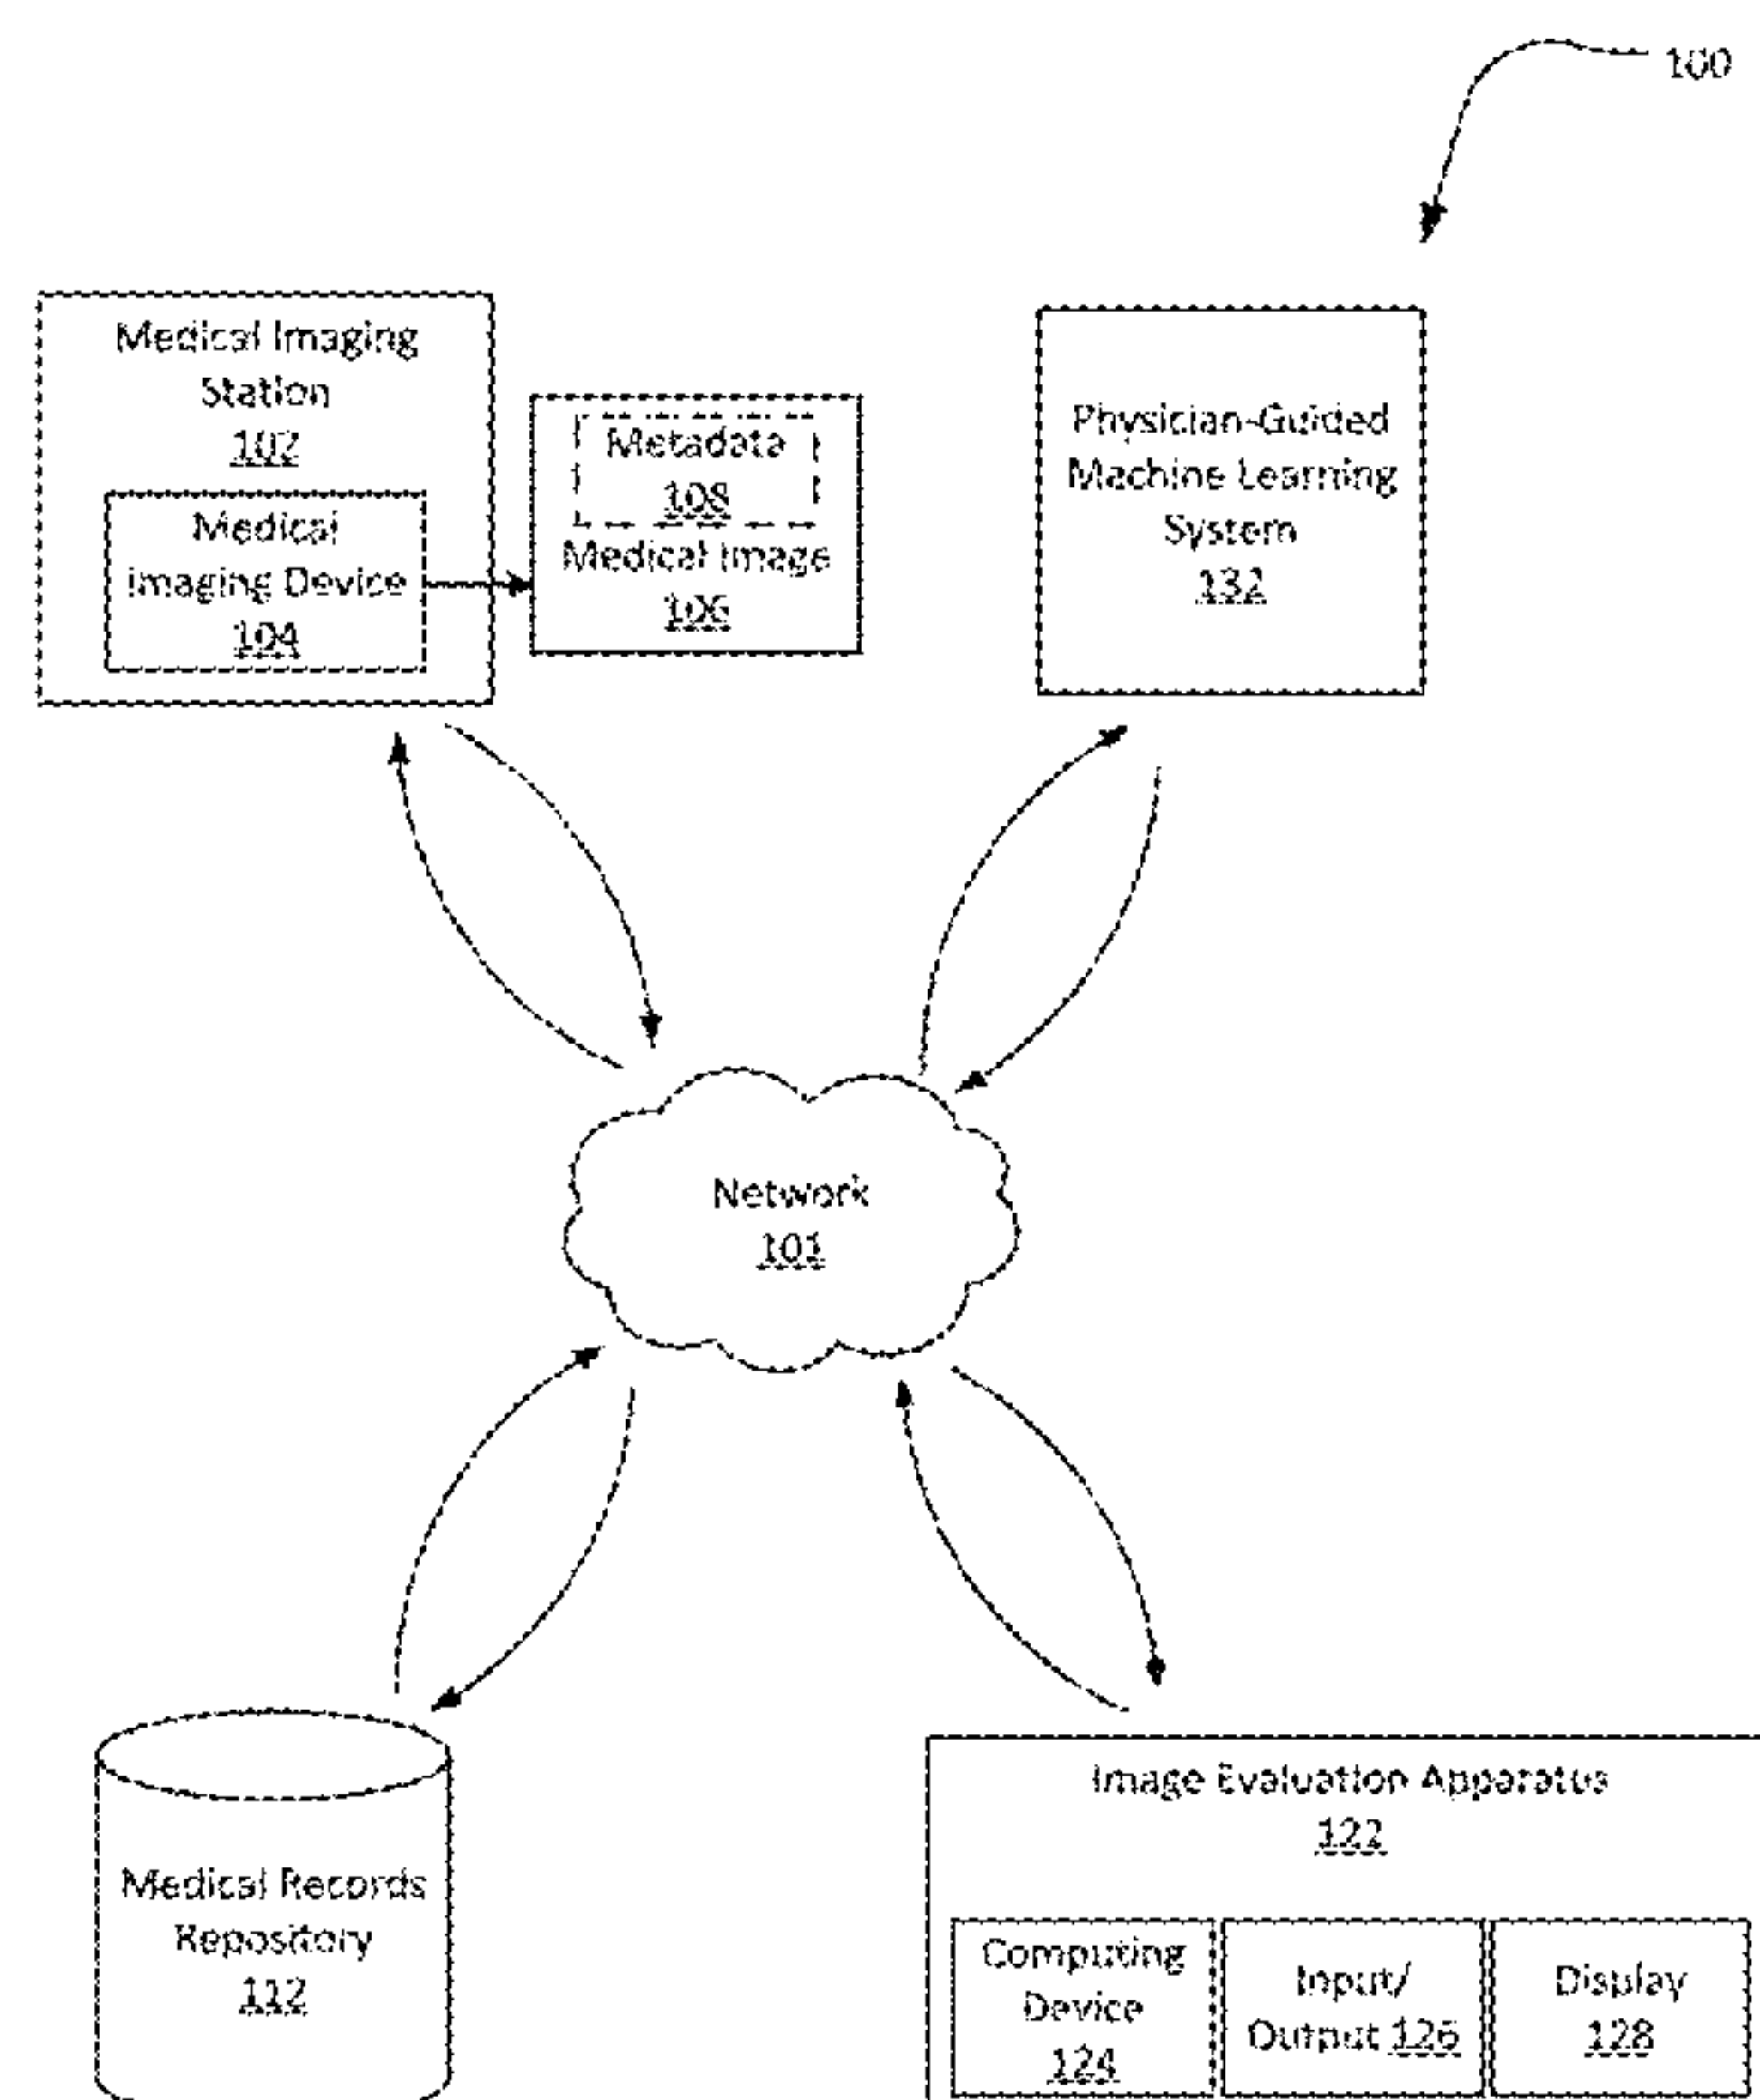 100
Medical Imaging
Station
102
Medical
Imaging Device
104
Metadata
108
Medical Image
106
Physician-Guided
Machine Learning
System
132
Network
101
Medical Records
Repository
112
Image Evaluation Apparatus
122
Computing
Device
124
Input/
Output 126
Display
128